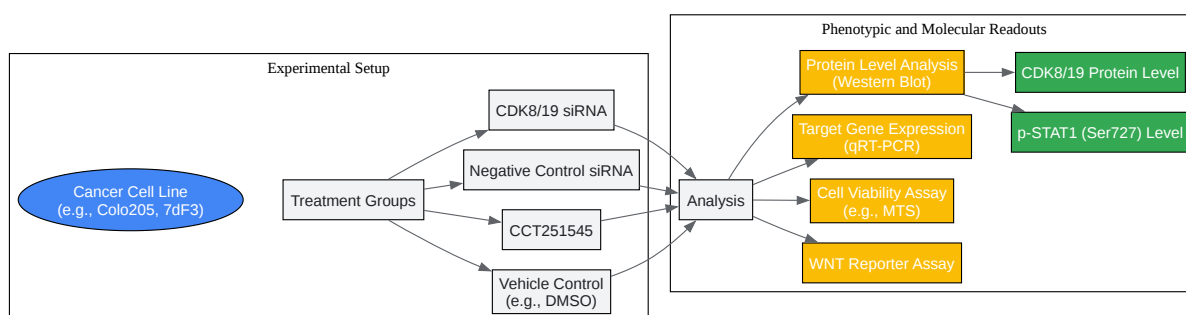 Experimental Setup
Cancer Cell Line
(e.g., Colo205, 7dF3)
Treatment Groups
CDK8/19 siRNA
Negative Control siRNA
CCT251545
Vehicle Control
(e.g., DMSO)
Analysis
Phenotypic and Molecular Readouts
Protein Level Analysis
(Western Blot)
Target Gene Expression
(qRT-PCR)
Cell Viability Assay
(e.g., MTS)
WNT Reporter Assay
CDK8/19 Protein Level
p-STAT1 (Ser727) Level